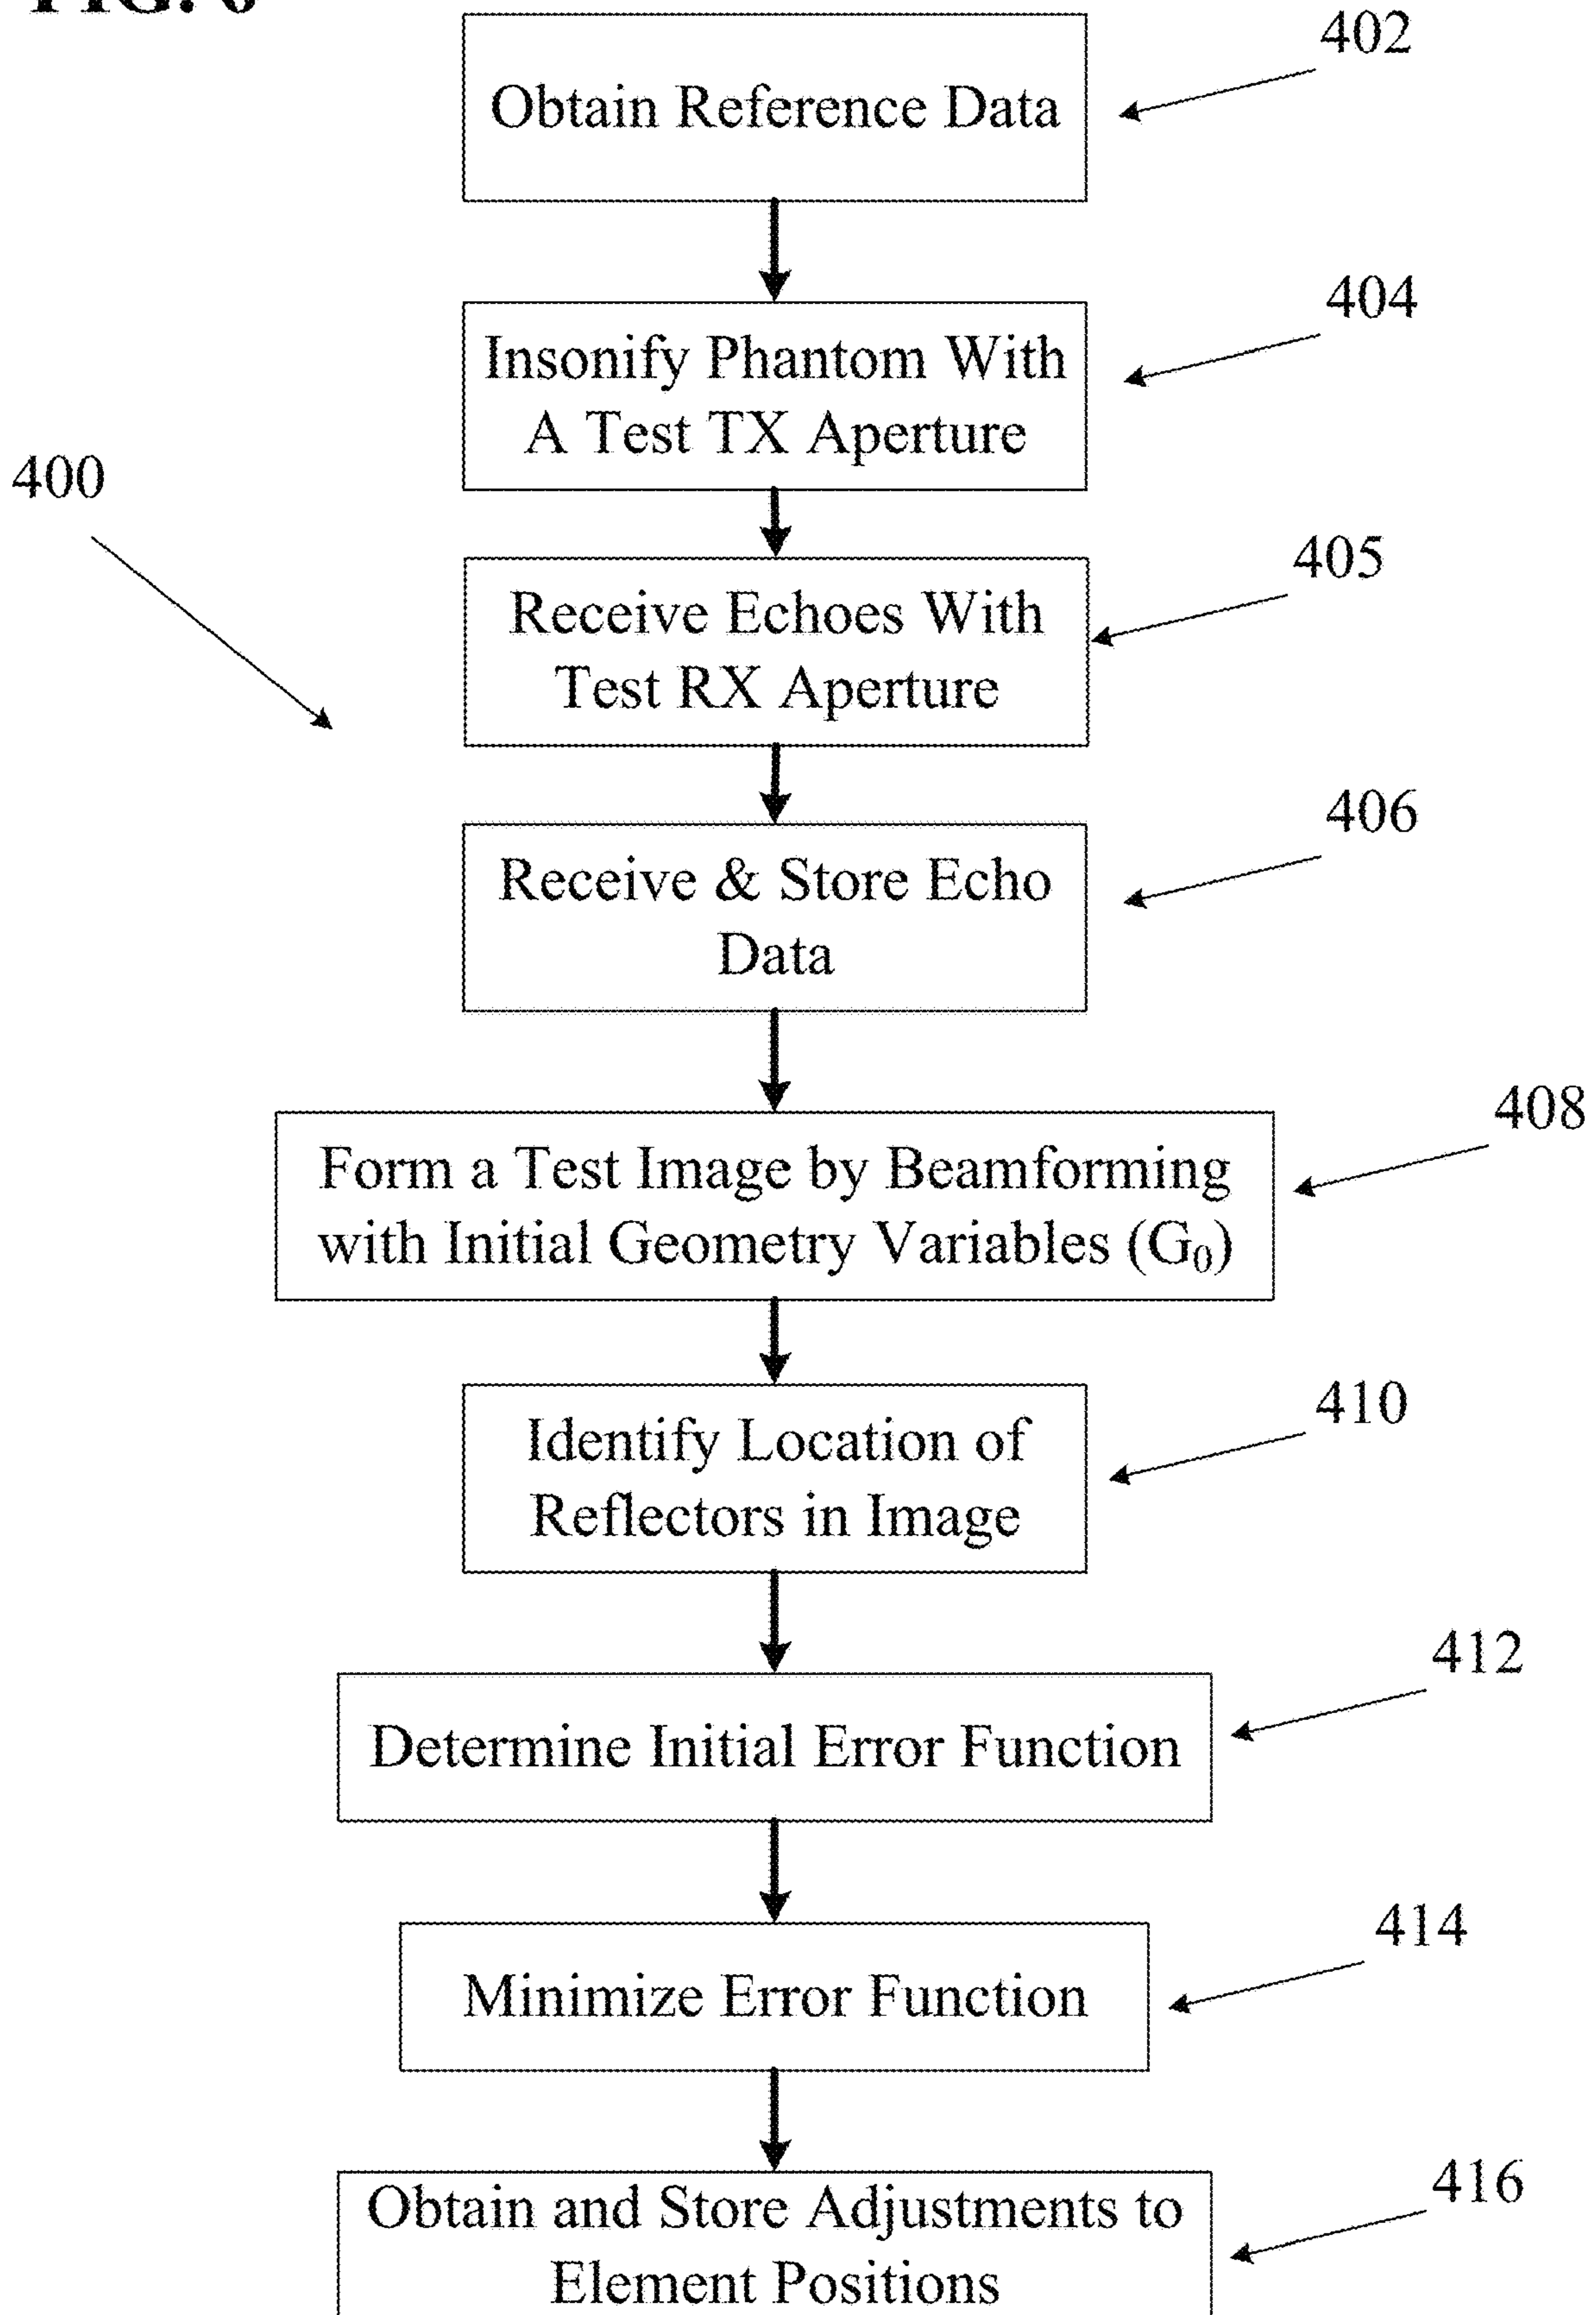 402
Obtain Reference Data
404
Insonify Phantom With
A Test TX Aperture
400
405
Receive Echoes With
Test RX Aperture
406
Receive & Store Echo
Data
408
Form a Test Image by Beamforming
with Initial Geometry Variables (G₀)
410
Identify Location of
Reflectors in Image
412
Determine Initial Error Function
414
Minimize Error Function
416
Obtain and Store Adjustments to
Element Positions